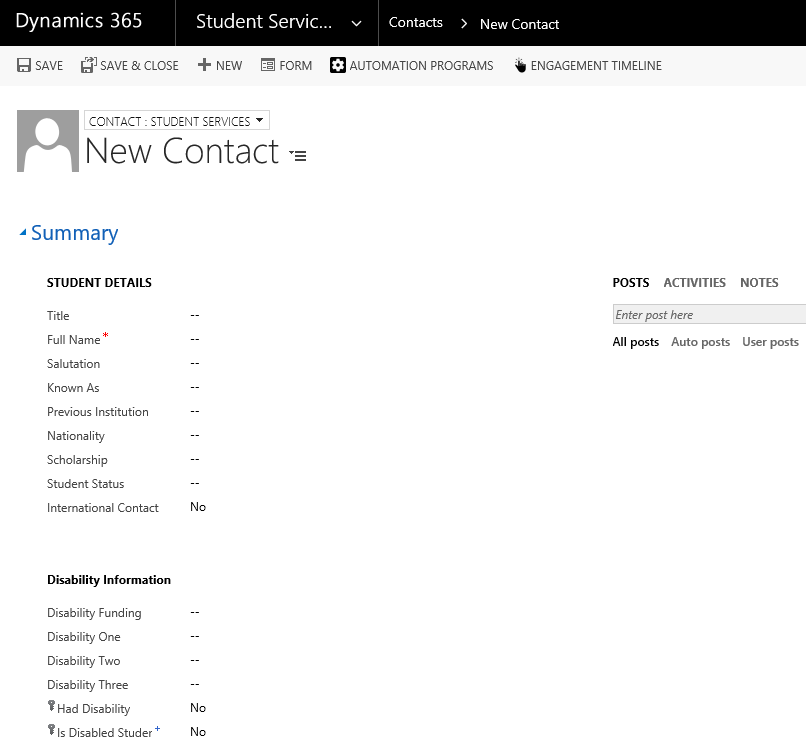 Dynamics 365 Student Servic... Contacts > New Contact
SAVE SAVE & CLOSE NEW FORM AUTOMATION PROGRAMS ENGAGEMENT TIMELINE
CONTACT : STUDENT SERVICES
New Contact
Summary
STUDENT DETAILS
Title --
Full Name * --
Salutation --
Known As --
Previous Institution --
Nationality --
Scholarship --
Student Status --
International Contact No
Disability Information
Disability Funding --
Disability One --
Disability Two --
Disability Three --
Had Disability No
Is Disabled Studer + No
POSTS ACTIVITIES NOTES
Enter post here
All posts Auto posts User posts